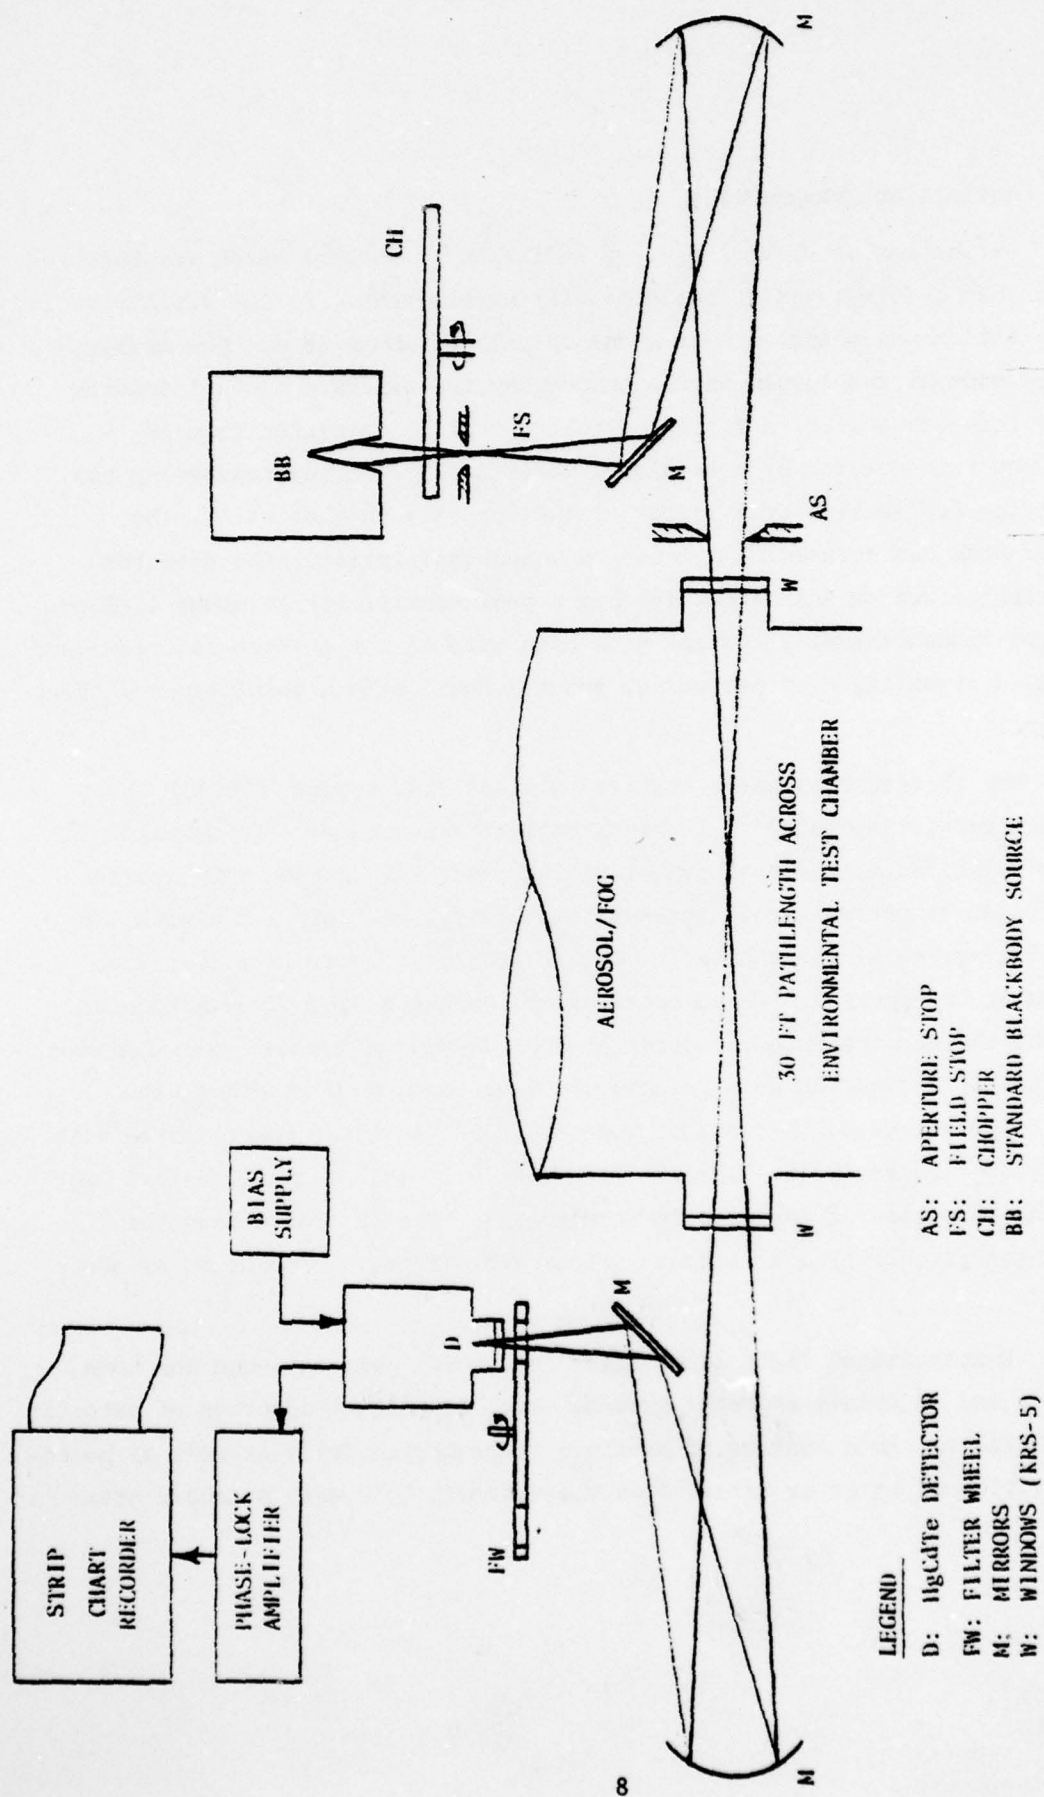 STRIP
CHART
RECORDER
PHASE-LOCK
AMPLIFIER
BIAS
SUPPLY
D
FW
M
M
W
AEROSOL/FOG
30 FT PATHLENGTH ACROSS
ENVIRONMENTAL TEST CHAMBER
BB
CH
FS
M
AS
W
M
LEGEND
D: HgCdTe DETECTOR
FW: FILTER WHEEL
M: MIRRORS
W: WINDOWS (KRS-5)
AS: APERTURE STOP
FS: FIELD STOP
CH: CHOPPER
BB: STANDARD BLACKBODY SOURCE
8